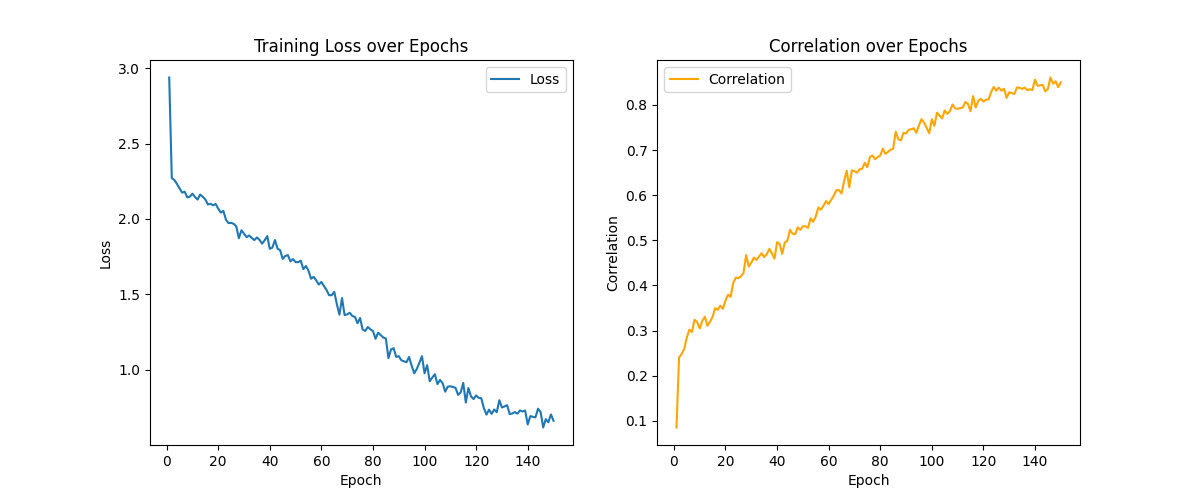 Training Loss over Epochs
3.0
2.5
2.0
1.5
1.0
Loss
Loss
0 20 40 60 80 100 120 140
Epoch
Correlation over Epochs
0.8
0.7
0.6
0.5
0.4
0.3
0.2
0.1
Correlation
Correlation
0 20 40 60 80 100 120 140
Epoch